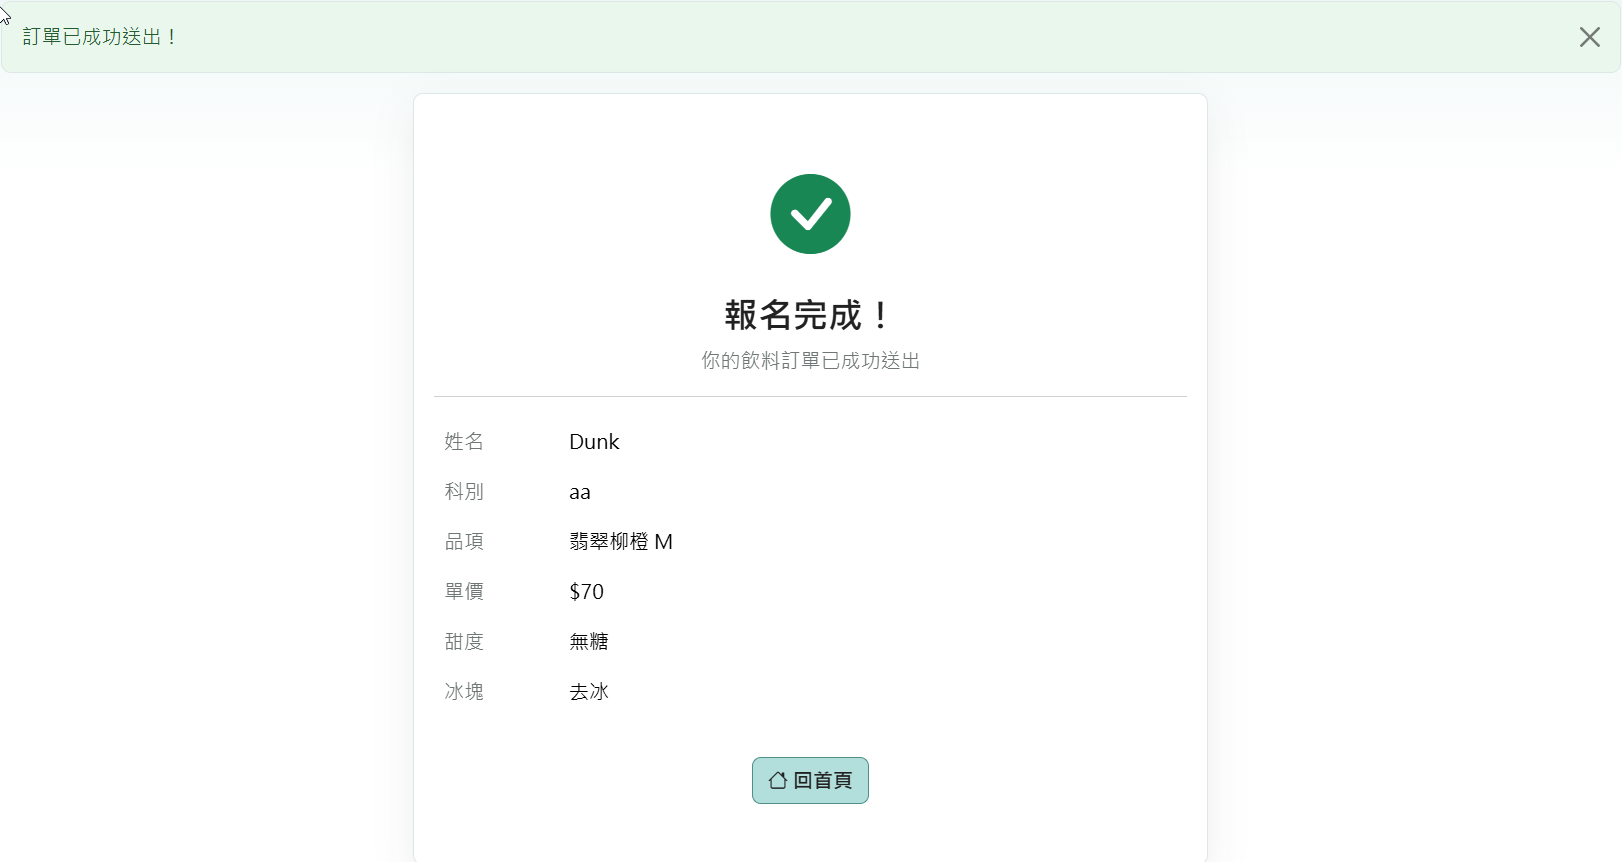 訂單已成功送出！
報名完成！
你的飲料訂單已成功送出
姓名 Dunk
科別 aa
品項 翡翠柳橙 M
單價 $70
甜度 無糖
冰塊 去冰
回首頁